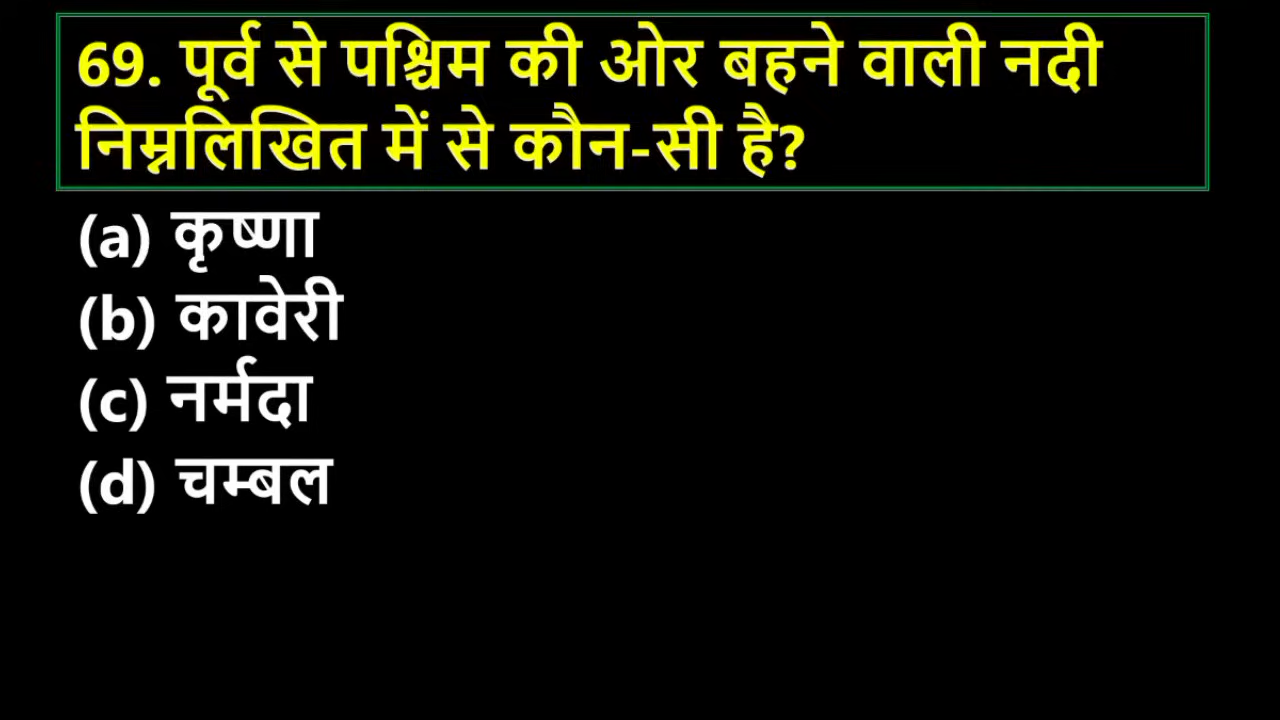 69. पूर्व से पश्चिम की ओर बहने वाली नदी
निम्नलिखित में से कौन-सी है?
(a) कृष्णा
(b) कावेरी
(c) नर्मदा
(d) चम्बल